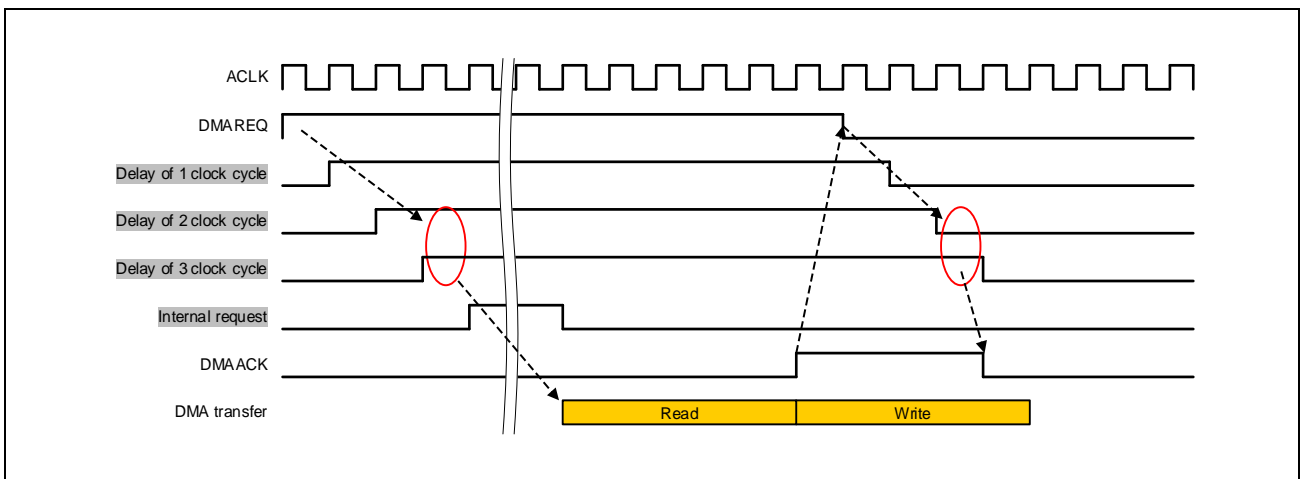 ACLK
DMAREQ
Delay of 1 clock cycle
Delay of 2 clock cycle
Delay of 3 clock cycle
Internal request
DMAACK
DMA transfer Read Write